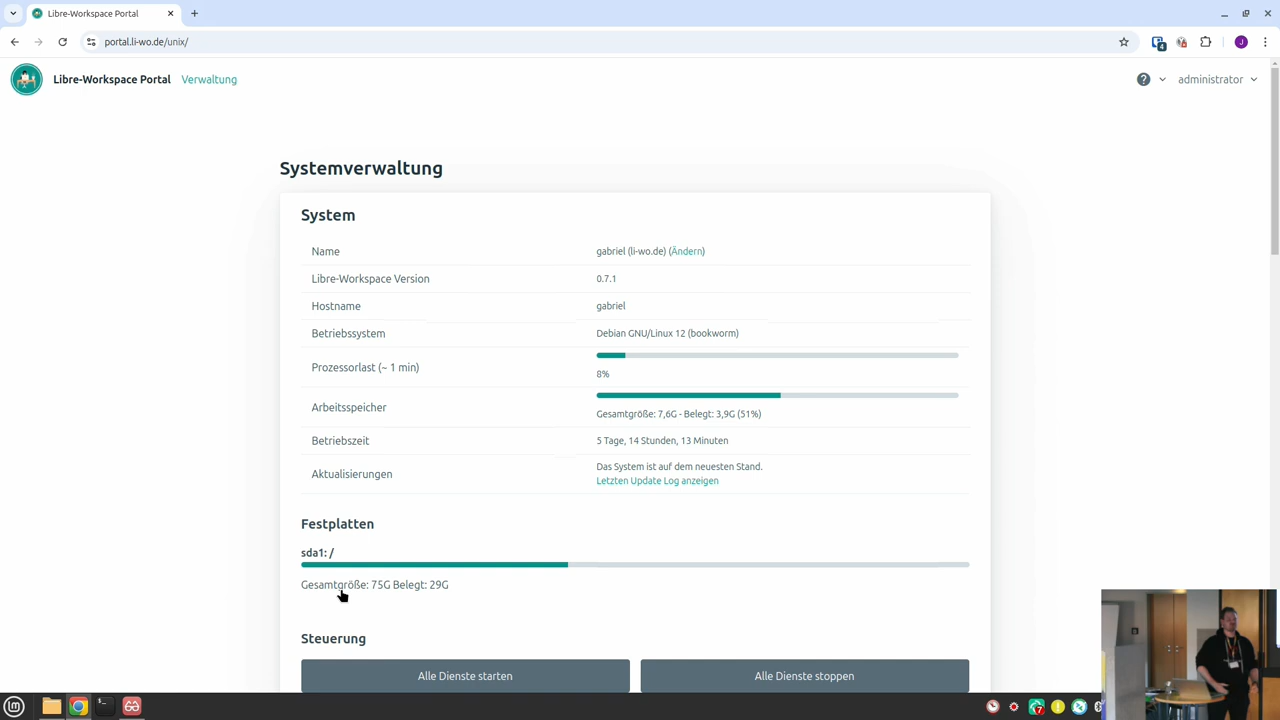 Libre-Workspace Portal
portal.li-wo.de/unix/
4
J
Libre-Workspace Portal
Verwaltung
administrator
Systemverwaltung
System
Name
gabriel (li-wo.de) (Ändern)
Libre-Workspace Version
0.7.1
Hostname
gabriel
Betriebssystem
Debian GNU/Linux 12 (bookworm)
Prozessorlast (~ 1 min)
8%
Arbeitsspeicher
Gesamtgröße: 7,6G - Belegt: 3,9G (51%)
Betriebszeit
5 Tage, 14 Stunden, 13 Minuten
Aktualisierungen
Das System ist auf dem neuesten Stand.
Letzten Update Log anzeigen
Festplatten
sda1: /
Gesamtgröße: 75G Belegt: 29G
Steuerung
Alle Dienste starten
Alle Dienste stoppen
7